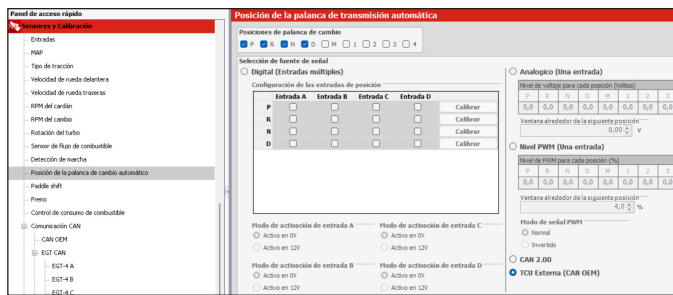 Panel de acceso rápido
Sensores y Calibración
Entradas
MAP
Tipo de tracción
Velocidad de rueda delantera
Velocidad de rueda traseras
RPM del cardán
RPM del cambio
Rotación del turbo
Sensor de flujo de combustible
Detección de marcha
Posición de la palanca de cambio automático
Paddle shift
Freno
Control de consumo de combustible
Comunicación CAN
CAN OEM
EGT CAN
EGT-4 A
EGT-4 B
EGT-4 C
Posición de la palanca de transmisión automática
Posiciones de palanca de cambio
P R N D M 1 2 3 4
Selección de fuente de señal
Digital (Entradas múltiples)
Configuración de las entradas de posición
Entrada A Entrada B Entrada C Entrada D
P Calibrar
R Calibrar
N Calibrar
D Calibrar
Modo de activación de entrada A
Activo en 0V
Activo en 12V
Modo de activación de entrada C
Activo en 0V
Activo en 12V
Modo de activación de entrada B
Activo en 0V
Activo en 12V
Modo de activación de entrada D
Activo en 0V
Activo en 12V
Analogico (Una entrada)
Nivel de voltaje para cada posición (Voltios)
P R N D M 1 2 3
0,0 0,0 0,0 0,0 0,0 0,0 0,0 0,0
Ventana alrededor de la siguiente posición
0,00 V
Nivel PWM (Una entrada)
Nivel de PWM para cada posición (%)
P R N D M 1 2 3
0,0 0,0 0,0 0,0 0,0 0,0 0,0 0,0
Ventana alrededor de la siguiente posición
4,0 %
Modo de señal PWM
Normal
Invertido
CAN 2.00
TCU Externa (CAN OEM)